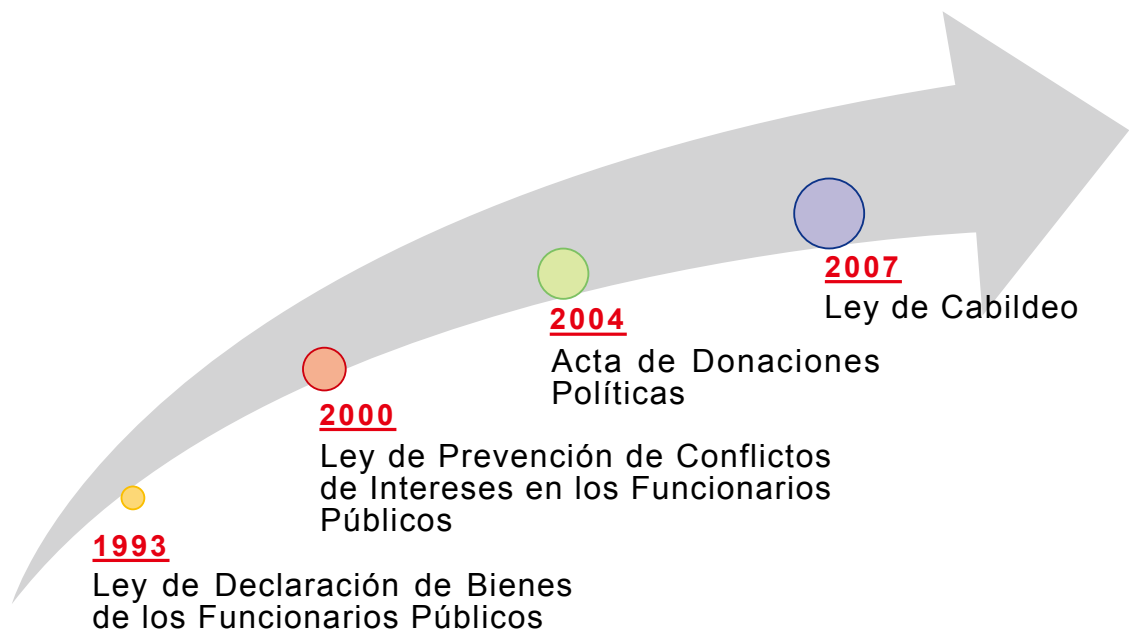 1993
Ley de Declaración de Bienes
de los Funcionarios Públicos
2000
Ley de Prevención de Conflictos
de Intereses en los Funcionarios
Públicos
2004
Acta de Donaciones
Políticas
2007
Ley de Cabildeo